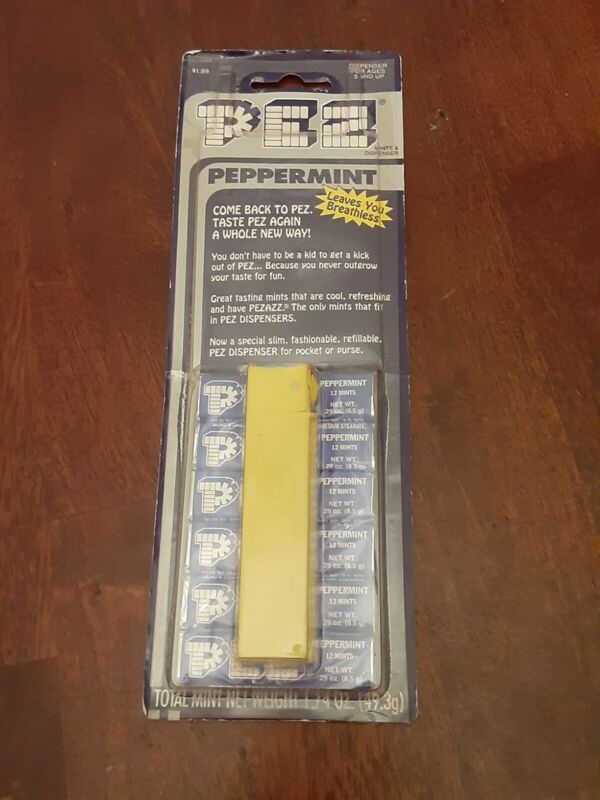 $1.89
DISPENSER
FOR AGES
3 AND UP
PEZ®
MINTS &
DISPENSER
PEPPERMINT
Leaves You
Breathless
COME BACK TO PEZ.
TASTE PEZ AGAIN
A WHOLE NEW WAY!
You don't have to be a kid to get a kick
out of PEZ... Because you never outgrow
your taste for fun.
Great tasting mints that are cool, refreshing
and have PEZAZZ.® The only mints that fit
in PEZ DISPENSERS.
Now a special slim, fashionable, refillable,
PEZ DISPENSER for pocket or purse.
P PEPPERMINT
12 MINTS
NET WT.
.29 oz. (8.5 g)
P PEPPERMINT
12 MINTS
NET WT.
.29 oz. (8.5 g)
P PEPPERMINT
12 MINTS
NET WT.
.29 oz. (8.5 g)
P PEPPERMINT
12 MINTS
NET WT.
.29 oz. (8.5 g)
P PEPPERMINT
12 MINTS
NET WT.
.29 oz. (8.5 g)
P PEPPERMINT
12 MINTS
NET WT.
.29 oz. (8.5 g)
TOTAL MINT NET WEIGHT 1.74 OZ. (49.3g)